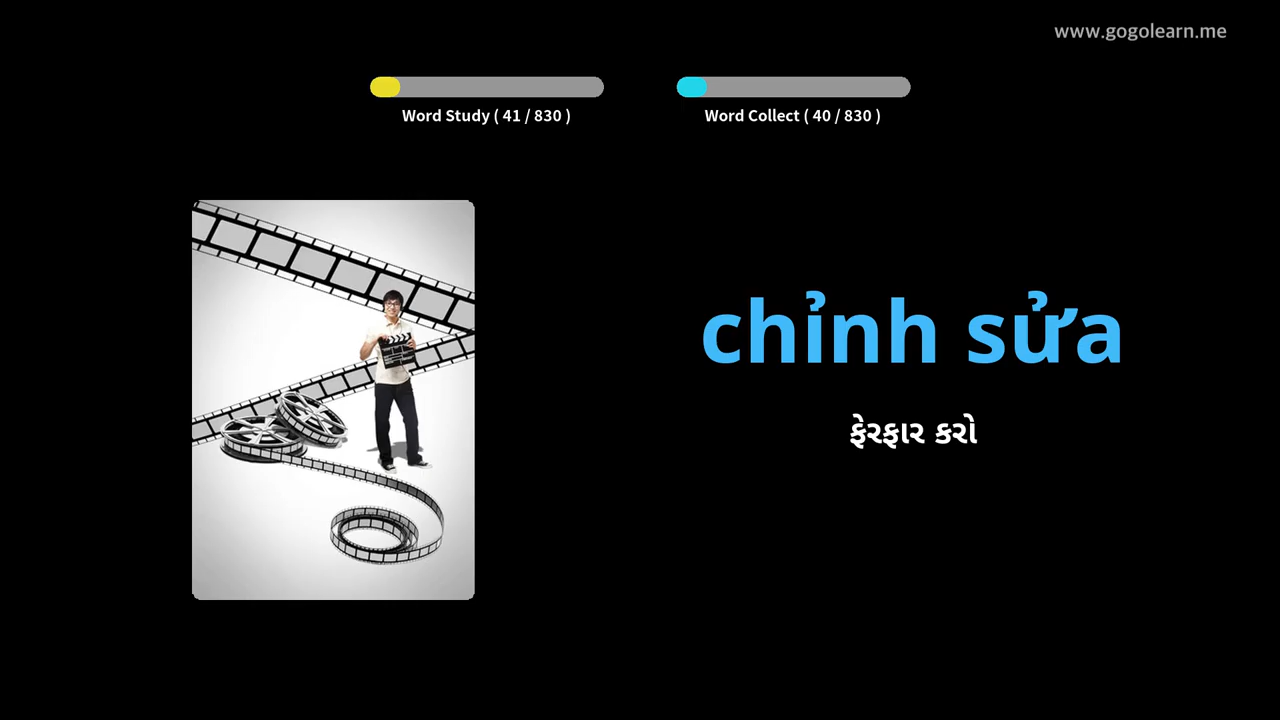 www.gogolearn.me
Word Study ( 41 / 830 )
Word Collect ( 40 / 830 )
chỉnh sửa
ફેરફાર કરો